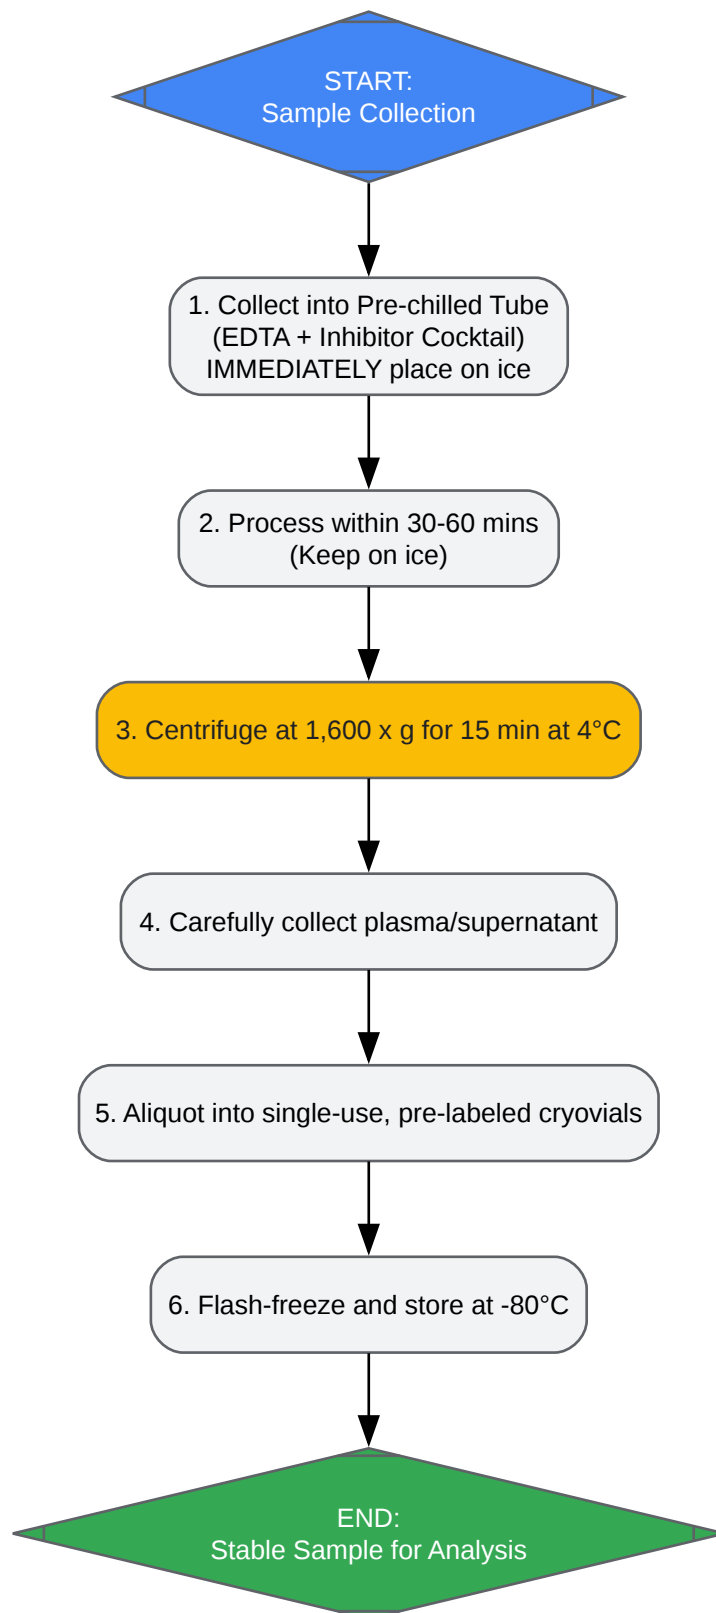 START:
Sample Collection
1. Collect into Pre-chilled Tube
(EDTA + Inhibitor Cocktail)
IMMEDIATELY place on ice
2. Process within 30-60 mins
(Keep on ice)
3. Centrifuge at 1,600 x g for 15 min at 4°C
4. Carefully collect plasma/supernatant
5. Aliquot into single-use, pre-labeled cryovials
6. Flash-freeze and store at -80°C
END:
Stable Sample for Analysis